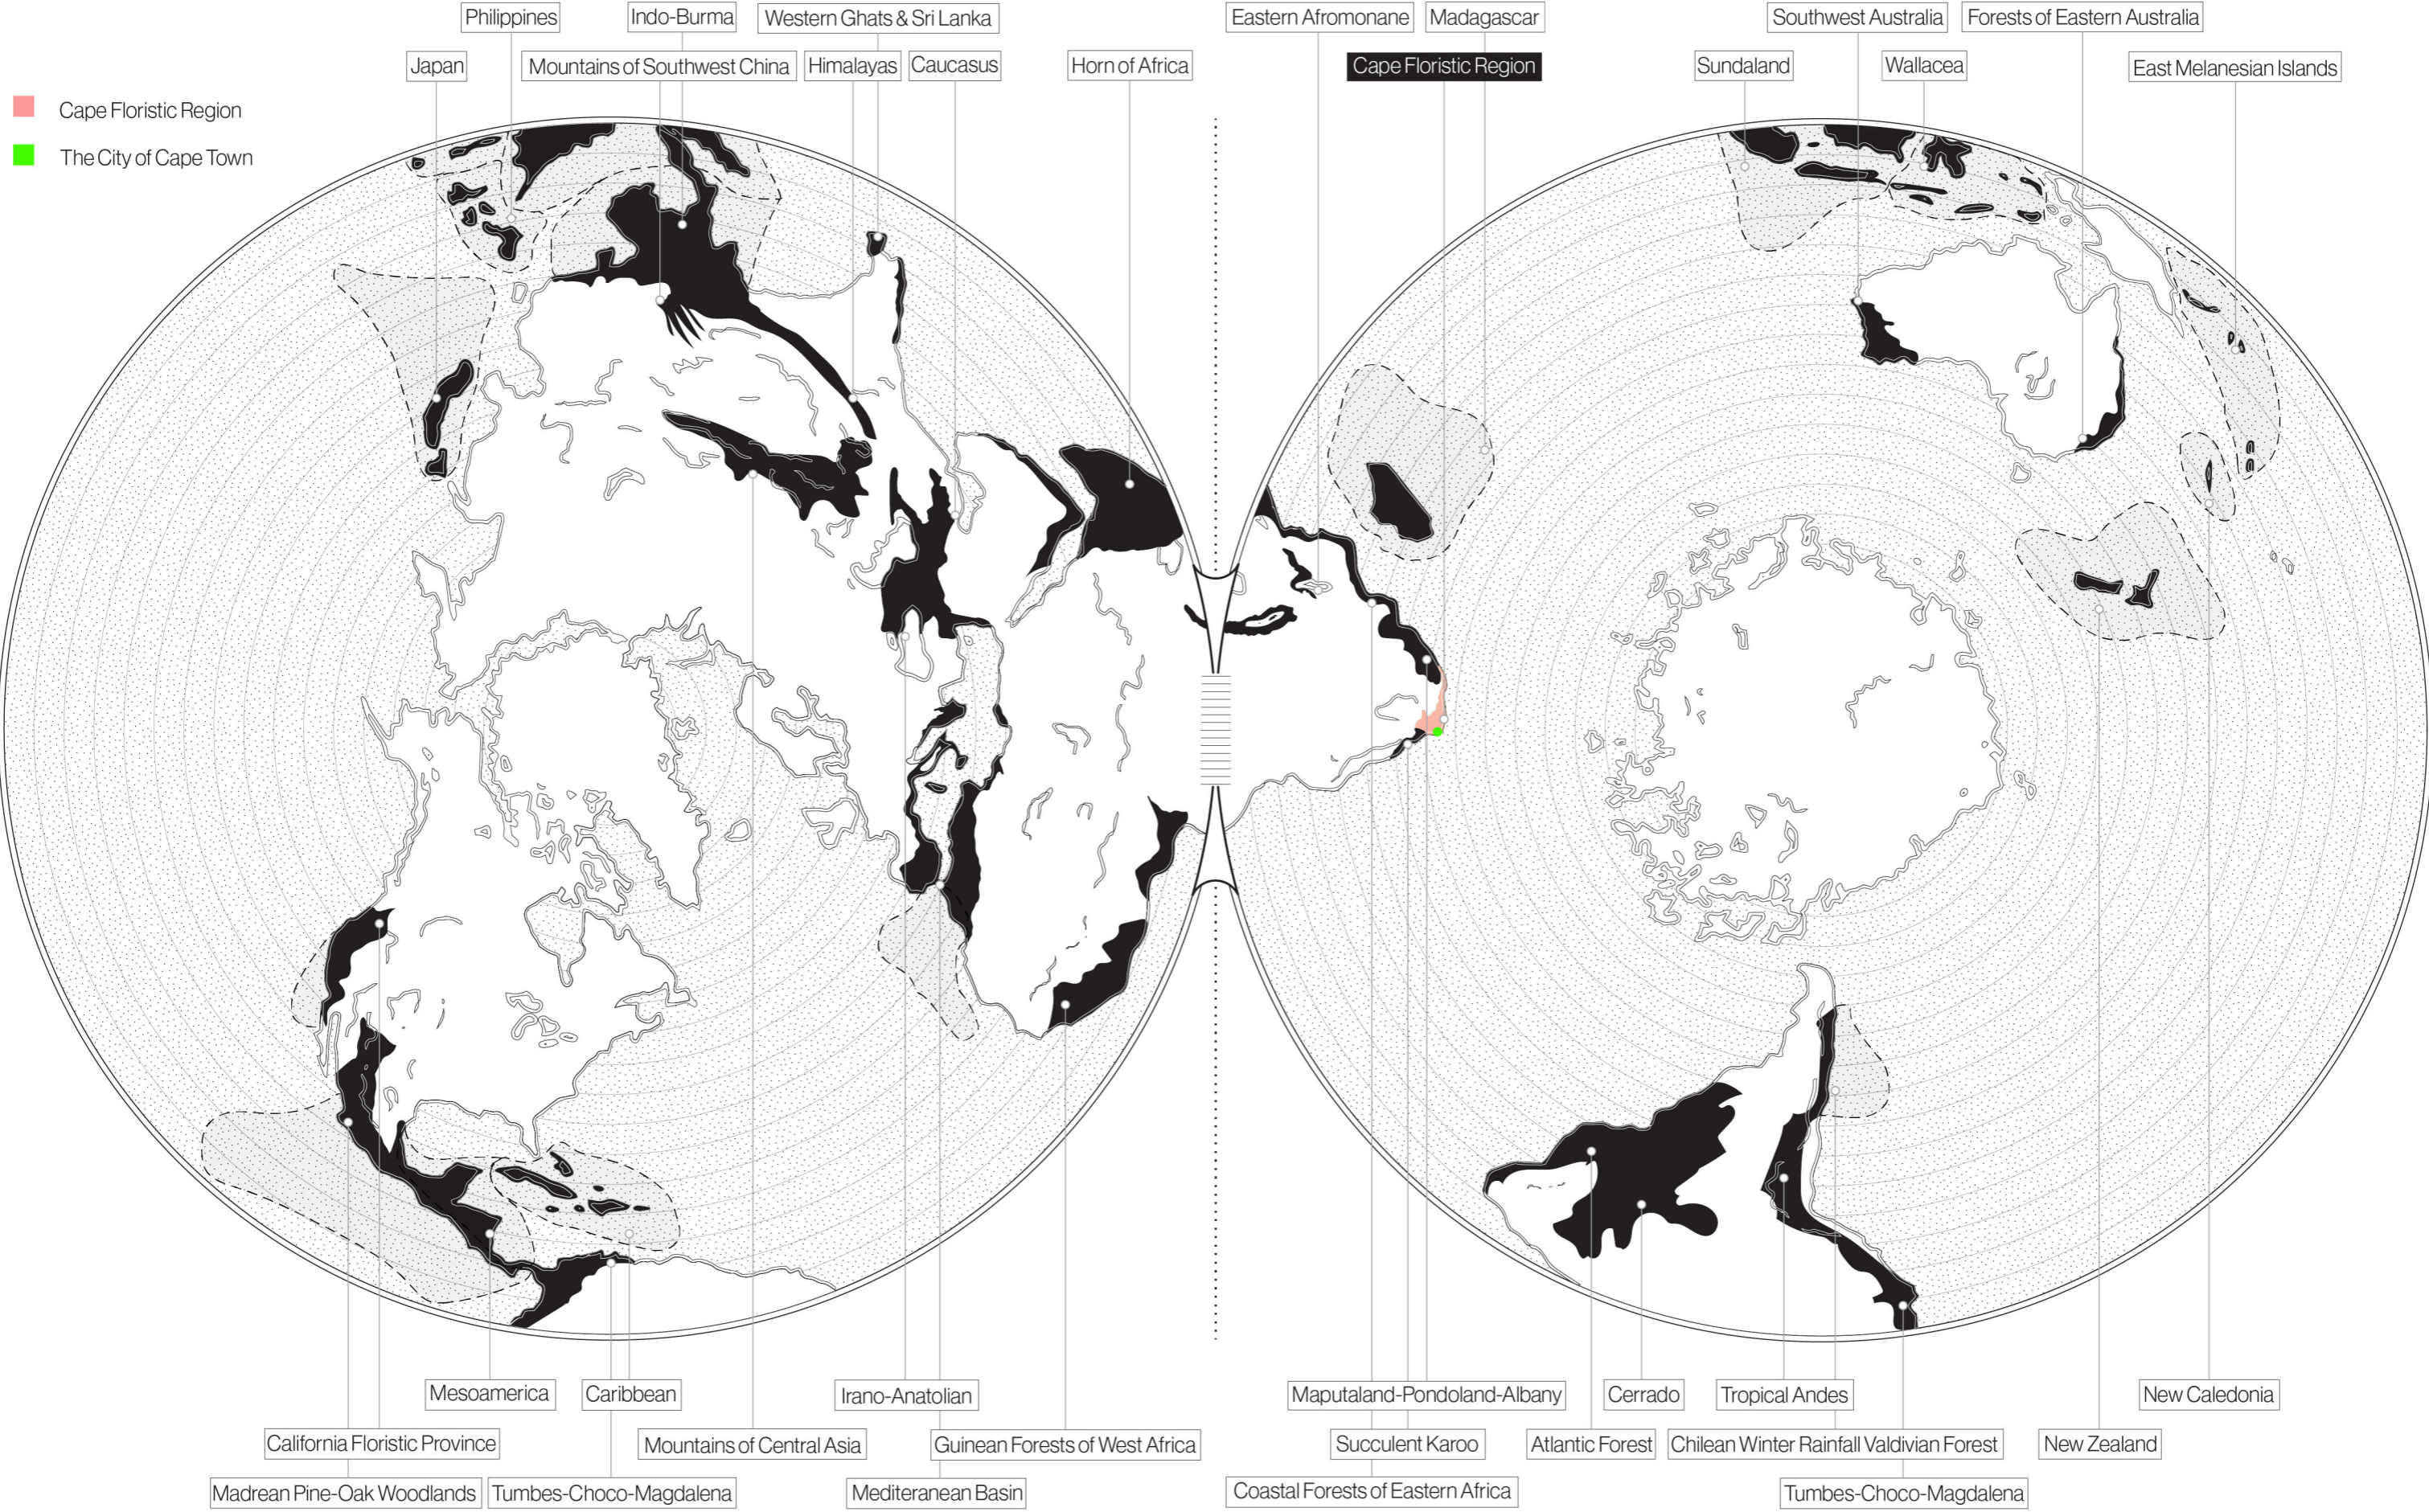 Philippines
Indo-Burma
Western Ghats & Sri Lanka
Eastern Afromonane
Madagascar
Southwest Australia
Forests of Eastern Australia
Japan
Mountains of Southwest China
Himalayas
Caucasus
Horn of Africa
Cape Floristic Region
Sundaland
Wallacea
East Melanesian Islands
Cape Floristic Region
The City of Cape Town
Mesoamerica
Caribbean
Irano-Anatolian
Maputaland-Pondoland-Albany
Cerrado
Tropical Andes
New Caledonia
California Floristic Province
Mountains of Central Asia
Guinean Forests of West Africa
Succulent Karoo
Atlantic Forest
Chilean Winter Rainfall Valdivian Forest
New Zealand
Madrean Pine-Oak Woodlands
Tumbes-Choco-Magdalena
Mediteranean Basin
Coastal Forests of Eastern Africa
Tumbes-Choco-Magdalena